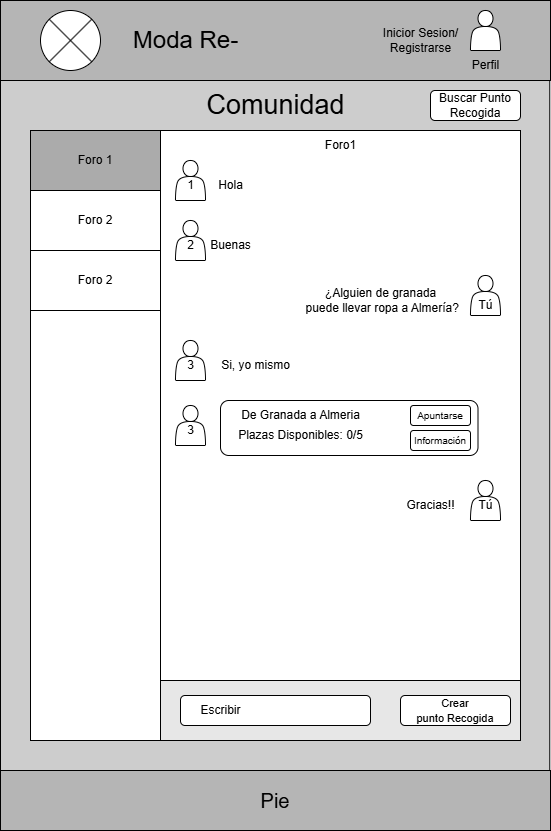 Moda Re-
Inicior Sesion/
Registrarse
Perfil
Comunidad
Buscar Punto
Recogida
Foro 1
Foro 2
Foro 2
Foro1
1
Hola
2
Buenas
¿Alguien de granada
puede llevar ropa a Almería?
Tú
3
Si, yo mismo
3
De Granada a Almeria
Apuntarse
Plazas Disponibles: 0/5
Información
Gracias!!
Tú
Escribir
Crear
punto Recogida
Pie